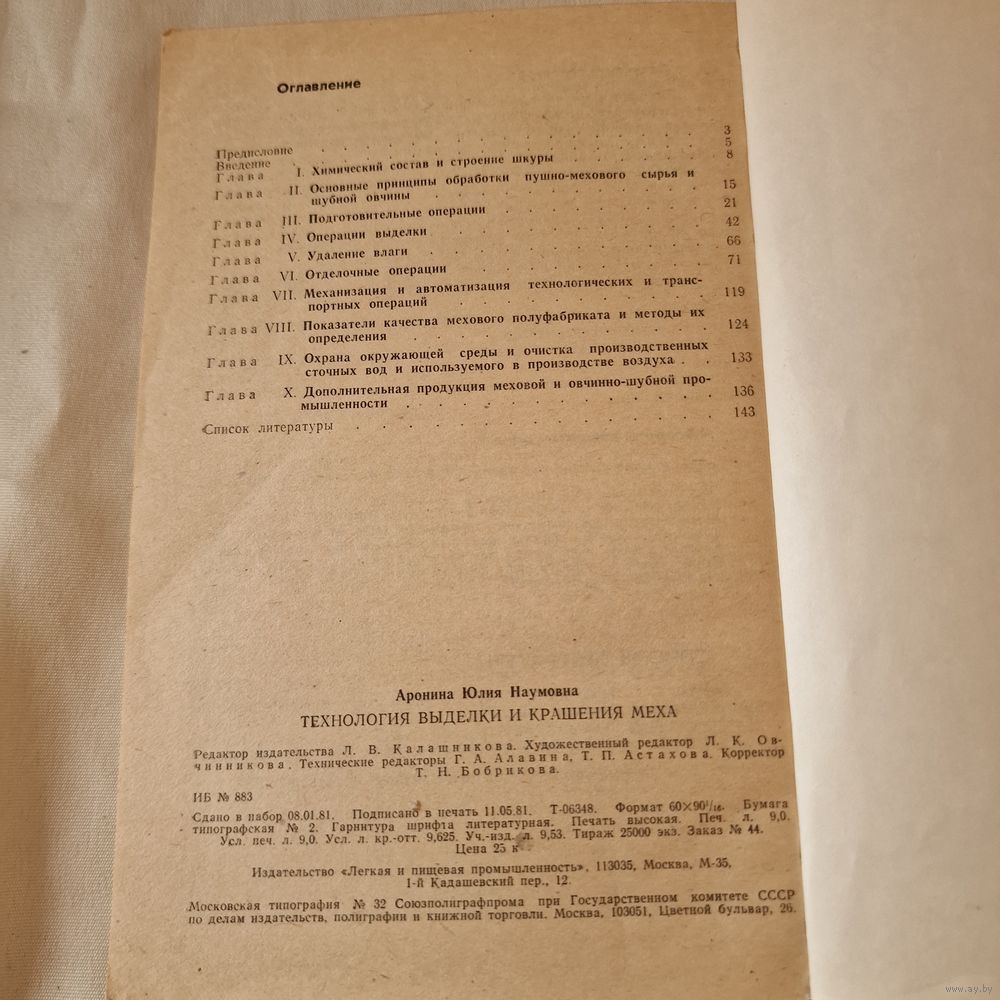 Оглавление
Предисловие . . . . . . . . . . . . . . 3
Введение . . . . . . . . . . . . . . 5
Глава I. Химический состав и строение шкуры . . . . . . 8
Глава II. Основные принципы обработки пушно-мехового сырья и
шубной овчины . . . . . . . . . . . . 15
Глава III. Подготовительные операции . . . . . . . . . 21
Глава IV. Операции выделки . . . . . . . . . . . . 42
Глава V. Удаление влаги . . . . . . . . . . . . 66
Глава VI. Отделочные операции . . . . . . . . . . 71
Глава VII. Механизация и автоматизация технологических и транс-
портных операций . . . . . . . . . . . . 119
Глава VIII. Показатели качества мехового полуфабриката и методы их
определения . . . . . . . . . . . . . 124
Глава IX. Охрана окружающей среды и очистка производственных
сточных вод и используемого в производстве воздуха . . 133
Глава X. Дополнительная продукция меховой и овчинно-шубной про-
мышленности . . . . . . . . . . . . . 136
Список литературы . . . . . . . . . . . . . 143
Аронина Юлия Наумовна
ТЕХНОЛОГИЯ ВЫДЕЛКИ И КРАШЕНИЯ МЕХА
Редактор издательства Л. В. Калашникова. Художественный редактор Л. К. Ов-
чинникова. Технические редакторы Г. А. Алавина, Т. П. Астахова. Корректор
Т. Н. Бобрикова.
ИБ № 883
Сдано в набор 08.01.81. Подписано в печать 11.05.81. Т-06348. Формат 60×90¹/₁₆. Бумага
типографская № 2. Гарнитура шрифта литературная. Печать высокая. Печ. л. 9,0.
Усл. печ. л. 9,0. Усл. л. кр.-отт. 9,625. Уч.-изд. л. 9,53. Тираж 25000 экз. Заказ № 44.
Цена 25 к
Издательство «Легкая и пищевая промышленность», 113035, Москва, М-35,
1-й Кадашевский пер., 12.
Московская типография № 32 Союзполиграфпрома при Государственном комитете СССР
по делам издательств, полиграфии и книжной торговли. Москва, 103051, Цветной бульвар, 26.
www.ay.by